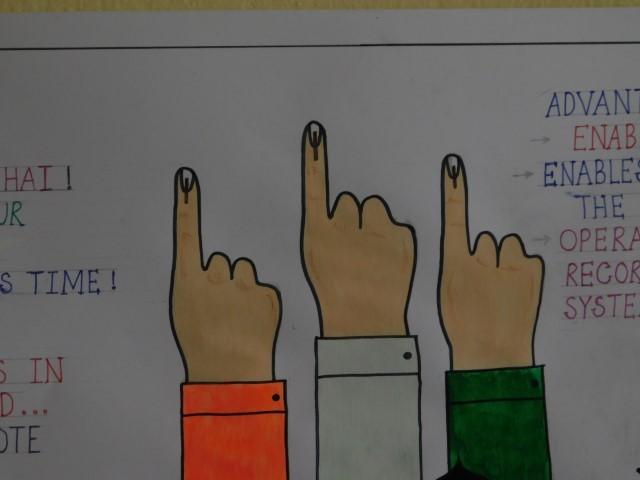 HAI!
UR
S TIME!
S IN
D...
OTE
ADVANT
ENAB
ENABLES
THE
OPERA
RECOR
SYSTE